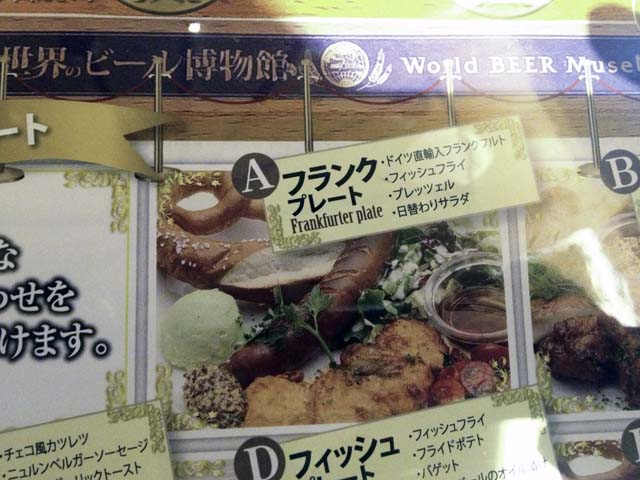 世界のビール博物館 World BEER Muse
ート
A
フランク
プレート
Frankfurter plate
・ドイツ直輸入フランクフルト
・フィッシュフライ
・プレッツェル
・日替わりサラダ
B
な
わせを
けます。
・チェコ風カツレツ
・ニュルンベルガーソーセージ
D
フィッシュ
・フィッシュフライ
・フライドポテト
・バゲット